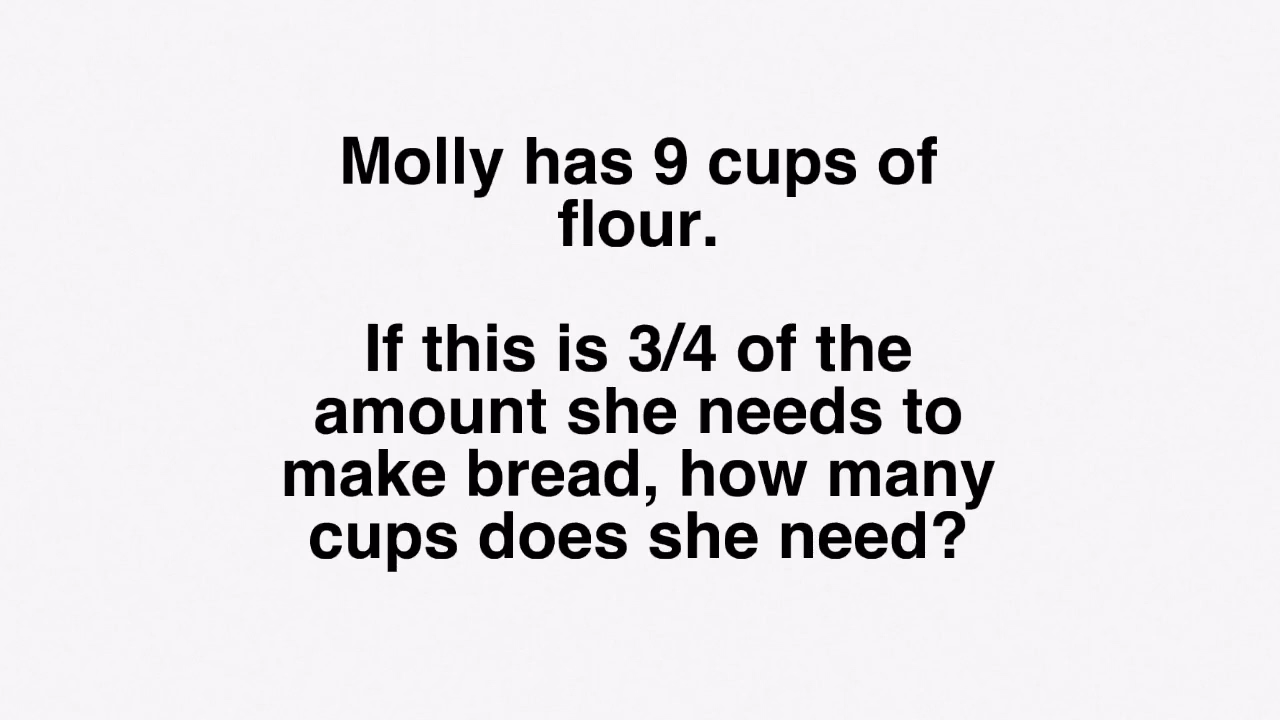 Molly has 9 cups of
flour.
If this is 3/4 of the
amount she needs to
make bread, how many
cups does she need?